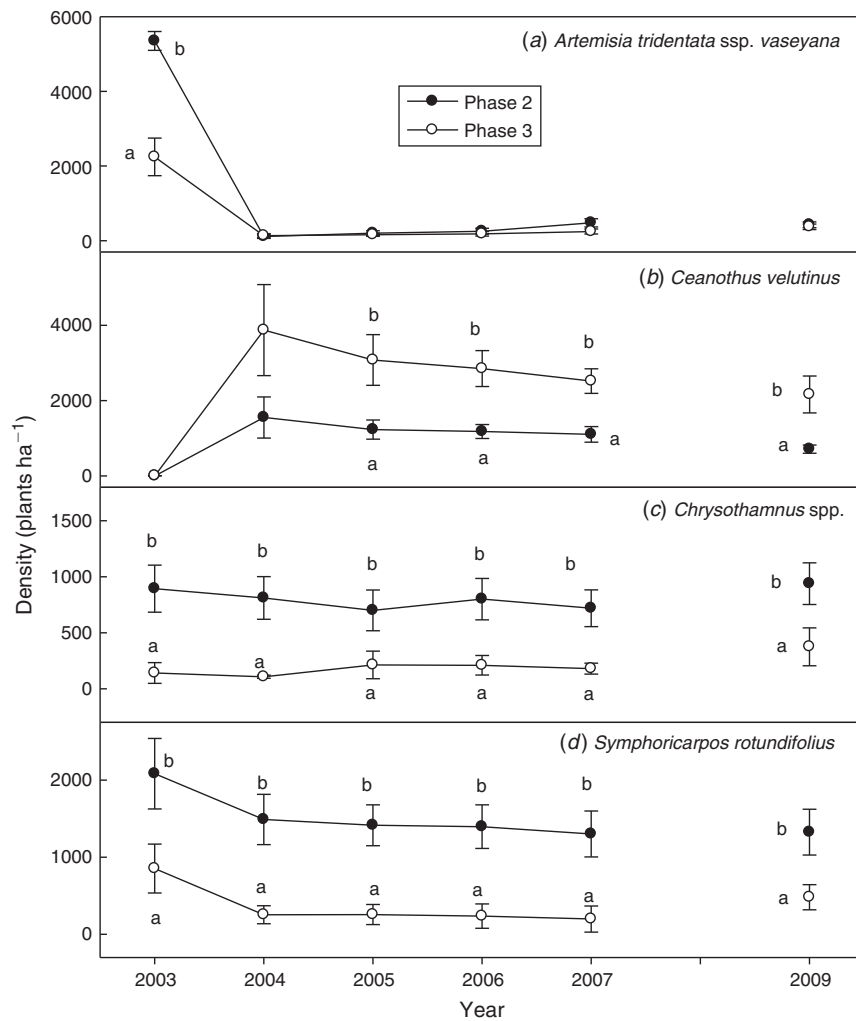 6000
4000
2000
0
b
a
(a) Artemisia tridentata ssp. vaseyana
Phase 2
Phase 3
4000
2000
0
(b) Ceanothus velutinus
b
b
b
b
a
a
a
a
Density (plants ha−1)
1500
1000
500
0
(c) Chrysothamnus spp.
b
b
b
b
b
b
a
a
a
a
a
a
2000
1000
0
(d) Symphoricarpos rotundifolius
b
b
b
b
b
b
a
a
a
a
a
a
2003 2004 2005 2006 2007 2009
Year